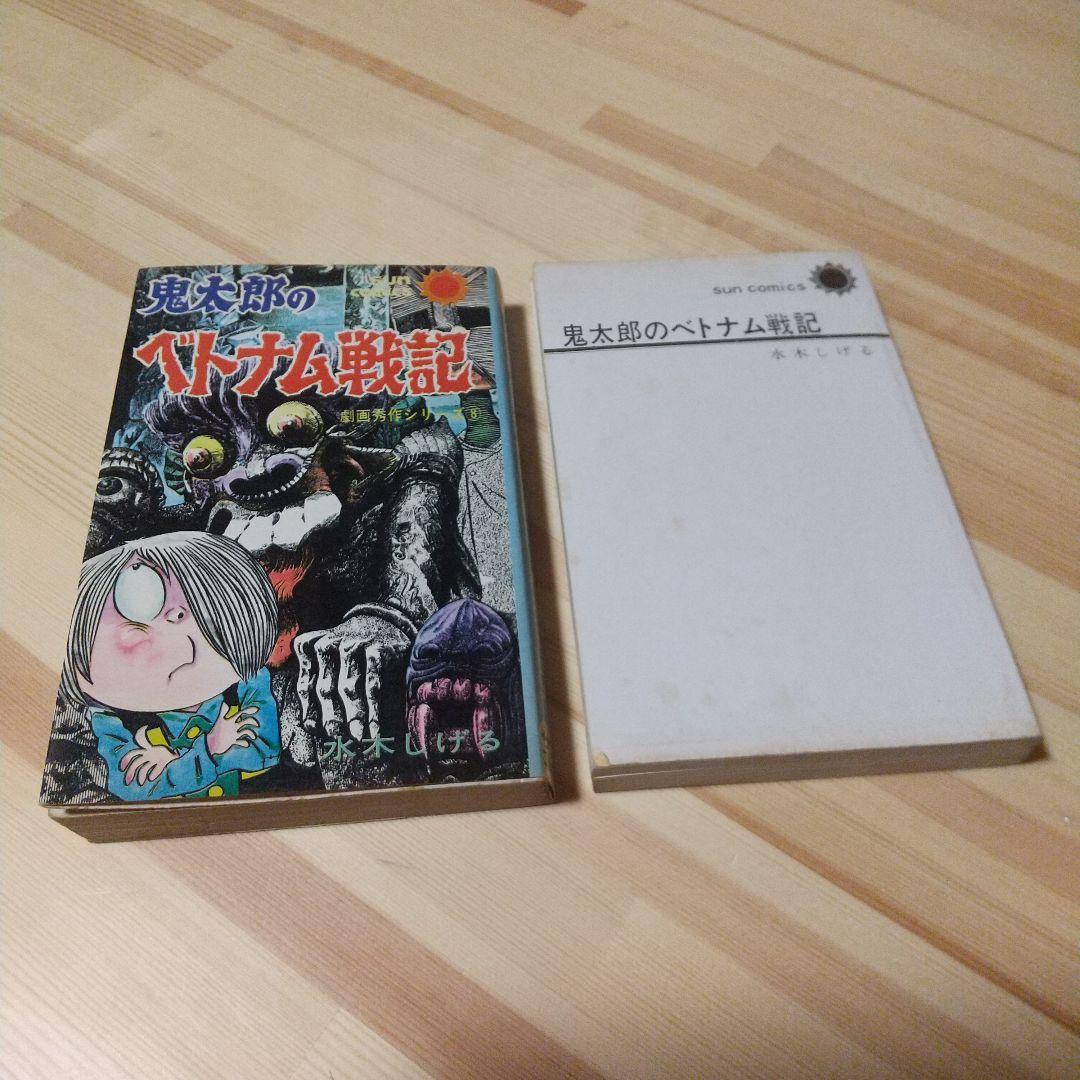 鬼太郎の
sun
comics
ベトナム戦記
劇画秀作シリーズ⑧
水木しげる
sun comics
鬼太郎のベトナム戦記
水木しげる